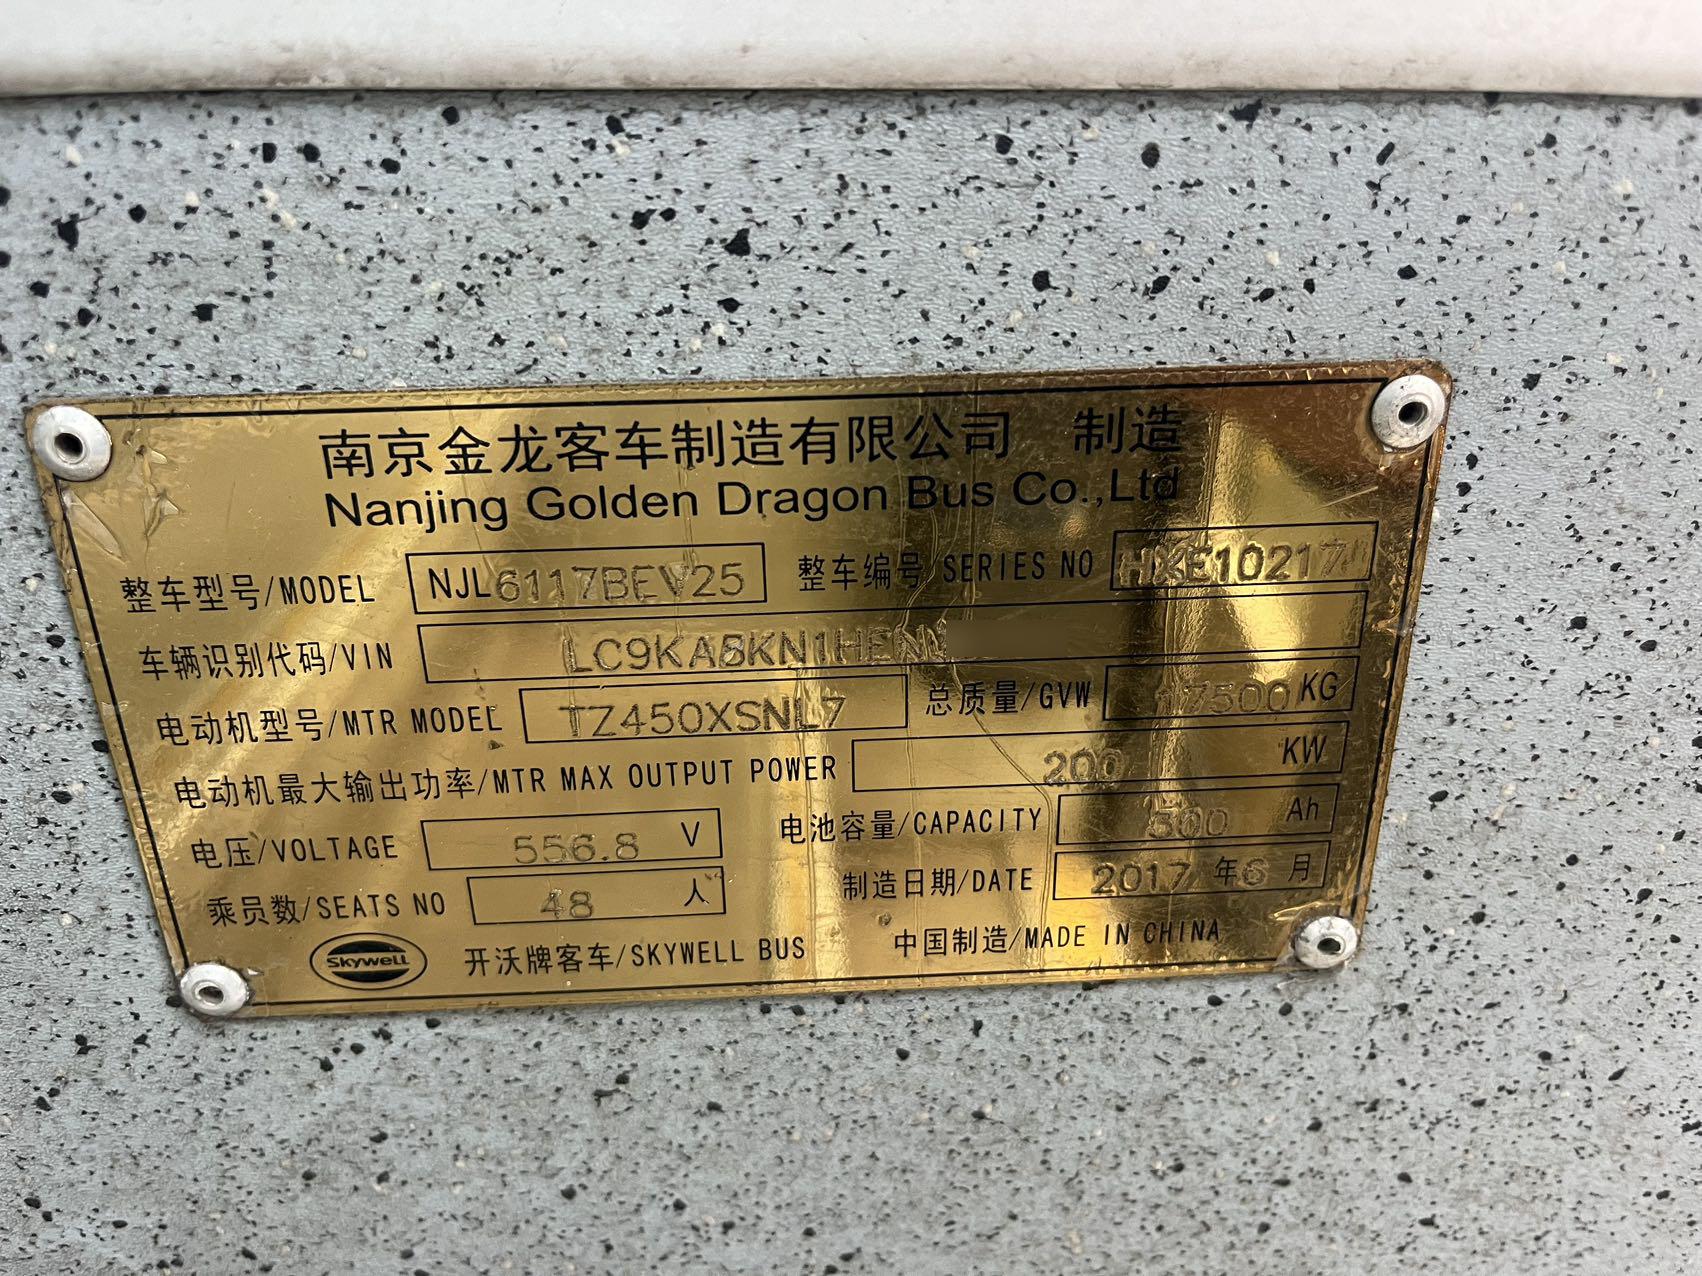 南京金龙客车制造有限公司 制造
Nanjing Golden Dragon Bus Co.,Ltd
整车型号/MODEL NJL6117BEV25 整车编号 SERIES NO HXE10217
车辆识别代码/VIN LC9KA8KN1HEN
电动机型号/MTR MODEL TZ450XSNL7 总质量/GVW 17500 KG
电动机最大输出功率/MTR MAX OUTPUT POWER 200 KW
电压/VOLTAGE 556.8 V 电池容量/CAPACITY 500 Ah
乘员数/SEATS NO 48 人 制造日期/DATE 2017 年6 月
Skywell 开沃牌客车/SKYWELL BUS 中国制造/MADE IN CHINA